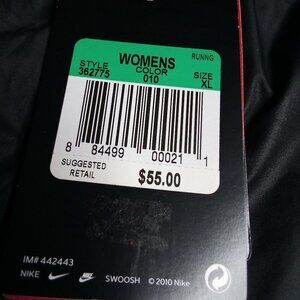 WOMENS RUNNG
STYLE COLOR SIZE
362775 010 XL
8 84499 00021 1
SUGGESTED
RETAIL $55.00
IM# 442443
NIKE SWOOSH © 2010 Nike